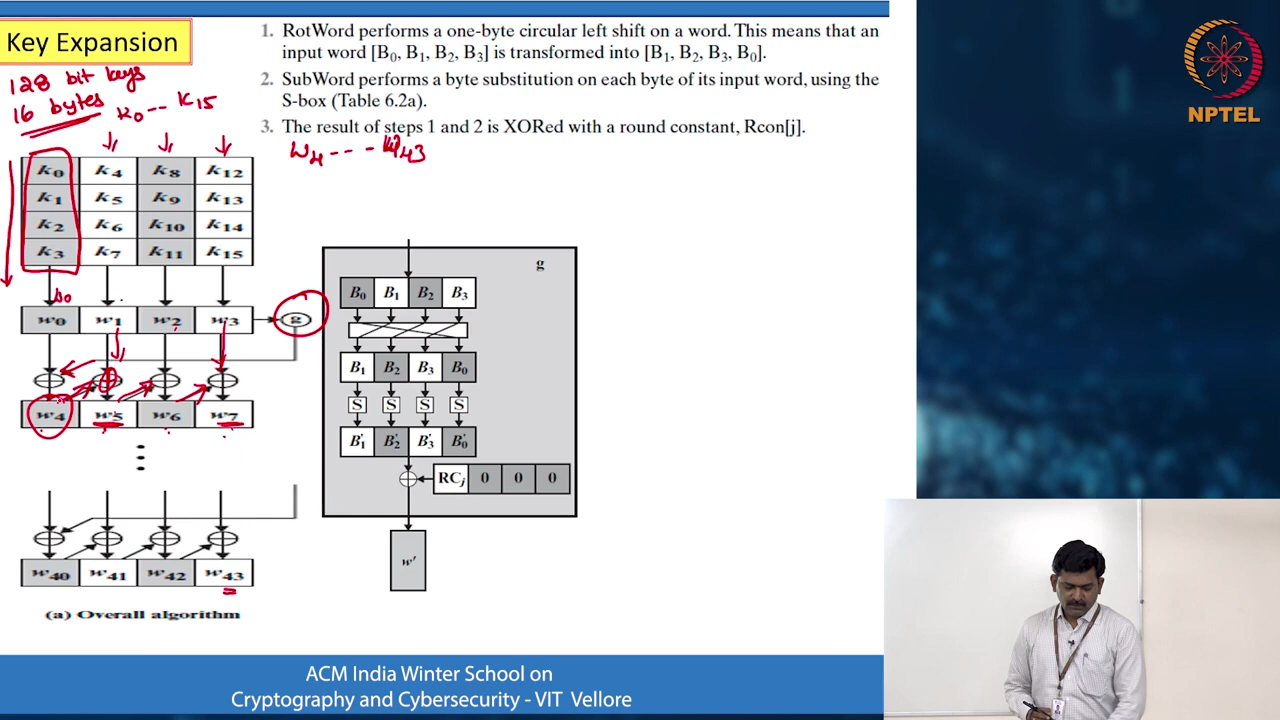 Key Expansion
1. RotWord performs a one-byte circular left shift on a word. This means that an
input word [B₀, B₁, B₂, B₃] is transformed into [B₁, B₂, B₃, B₀].
2. SubWord performs a byte substitution on each byte of its input word, using the
S-box (Table 6.2a).
3. The result of steps 1 and 2 is XORed with a round constant, Rcon[j].
128 bit keys
16 bytes k₀ -- k₁₅
w₄ --- w₄₃
k₀ k₄ k₈ k₁₂
k₁ k₅ k₉ k₁₃
k₂ k₆ k₁₀ k₁₄
k₃ k₇ k₁₁ k₁₅
w₀ w₁ w₂ w₃ g
w₄ w₅ w₆ w₇
w₄₀ w₄₁ w₄₂ w₄₃
(a) Overall algorithm
g
B₀ B₁ B₂ B₃
B₁ B₂ B₃ B₀
S S S S
B′₁ B′₂ B′₃ B′₀
RCⱼ 0 0 0
w′
NPTEL
ACM India Winter School on
Cryptography and Cybersecurity - VIT Vellore